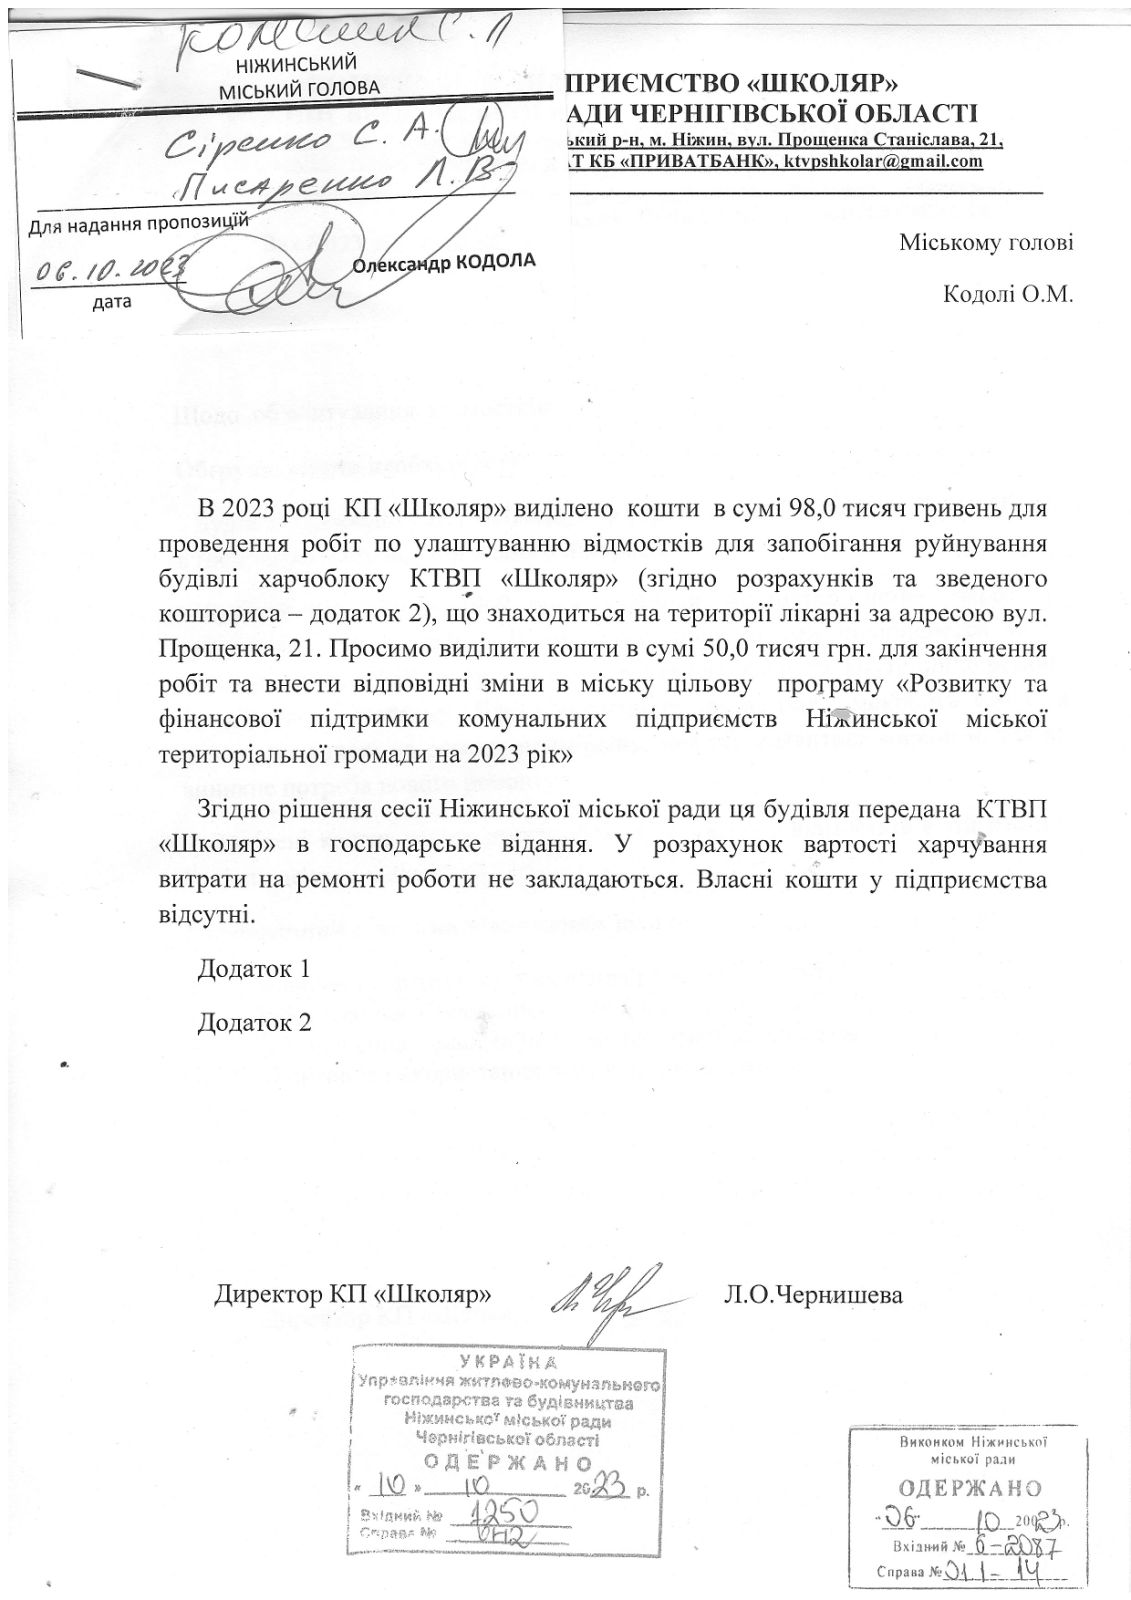 НІЖИНСЬКИЙ
МІСЬКИЙ ГОЛОВА
Сіренко С. А.
Писаренко Л. В.
Для надання пропозицій
06.10.2023
Олександр КОДОЛА
дата
ПРИЄМСТВО «ШКОЛЯР»
АДИ ЧЕРНІГІВСЬКОЇ ОБЛАСТІ
ький р-н, м. Ніжин, вул. Прощенка Станіслава, 21,
АТ КБ «ПРИВАТБАНК», ktvpshkolar@gmail.com
Міському голові
Кодолі О.М.
В 2023 році КП «Школяр» виділено кошти в сумі 98,0 тисяч гривень для
проведення робіт по улаштуванню відмостків для запобігання руйнування
будівлі харчоблоку КТВП «Школяр» (згідно розрахунків та зведеного
кошториса – додаток 2), що знаходиться на території лікарні за адресою вул.
Прощенка, 21. Просимо виділити кошти в сумі 50,0 тисяч грн. для закінчення
робіт та внести відповідні зміни в міську цільову програму «Розвитку та
фінансової підтримки комунальних підприємств Ніжинської міської
територіальної громади на 2023 рік»
Згідно рішення сесії Ніжинської міської ради ця будівля передана КТВП
«Школяр» в господарське відання. У розрахунок вартості харчування
витрати на ремонті роботи не закладаються. Власні кошти у підприємства
відсутні.
Додаток 1
Додаток 2
Директор КП «Школяр» Л.О.Чернишева
УКРАЇНА
Управління житлово-комунального
господарства та будівництва
Ніжинської міської ради
Чернігівської області
ОДЕРЖАНО
« 10 » 10 2023 р.
Вхідний № 1250
Справа №
Виконком Ніжинської
міської ради
ОДЕРЖАНО
"06" 10 2023р.
Вхідний № 6-2087
Справа № 011-14